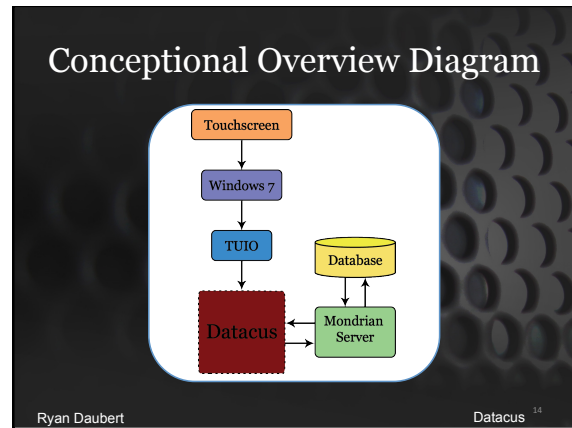 Conceptional Overview Diagram
Touchscreen
Windows 7
TUIO
Database
Datacus
Mondrian
Server
Ryan Daubert
Datacus 14